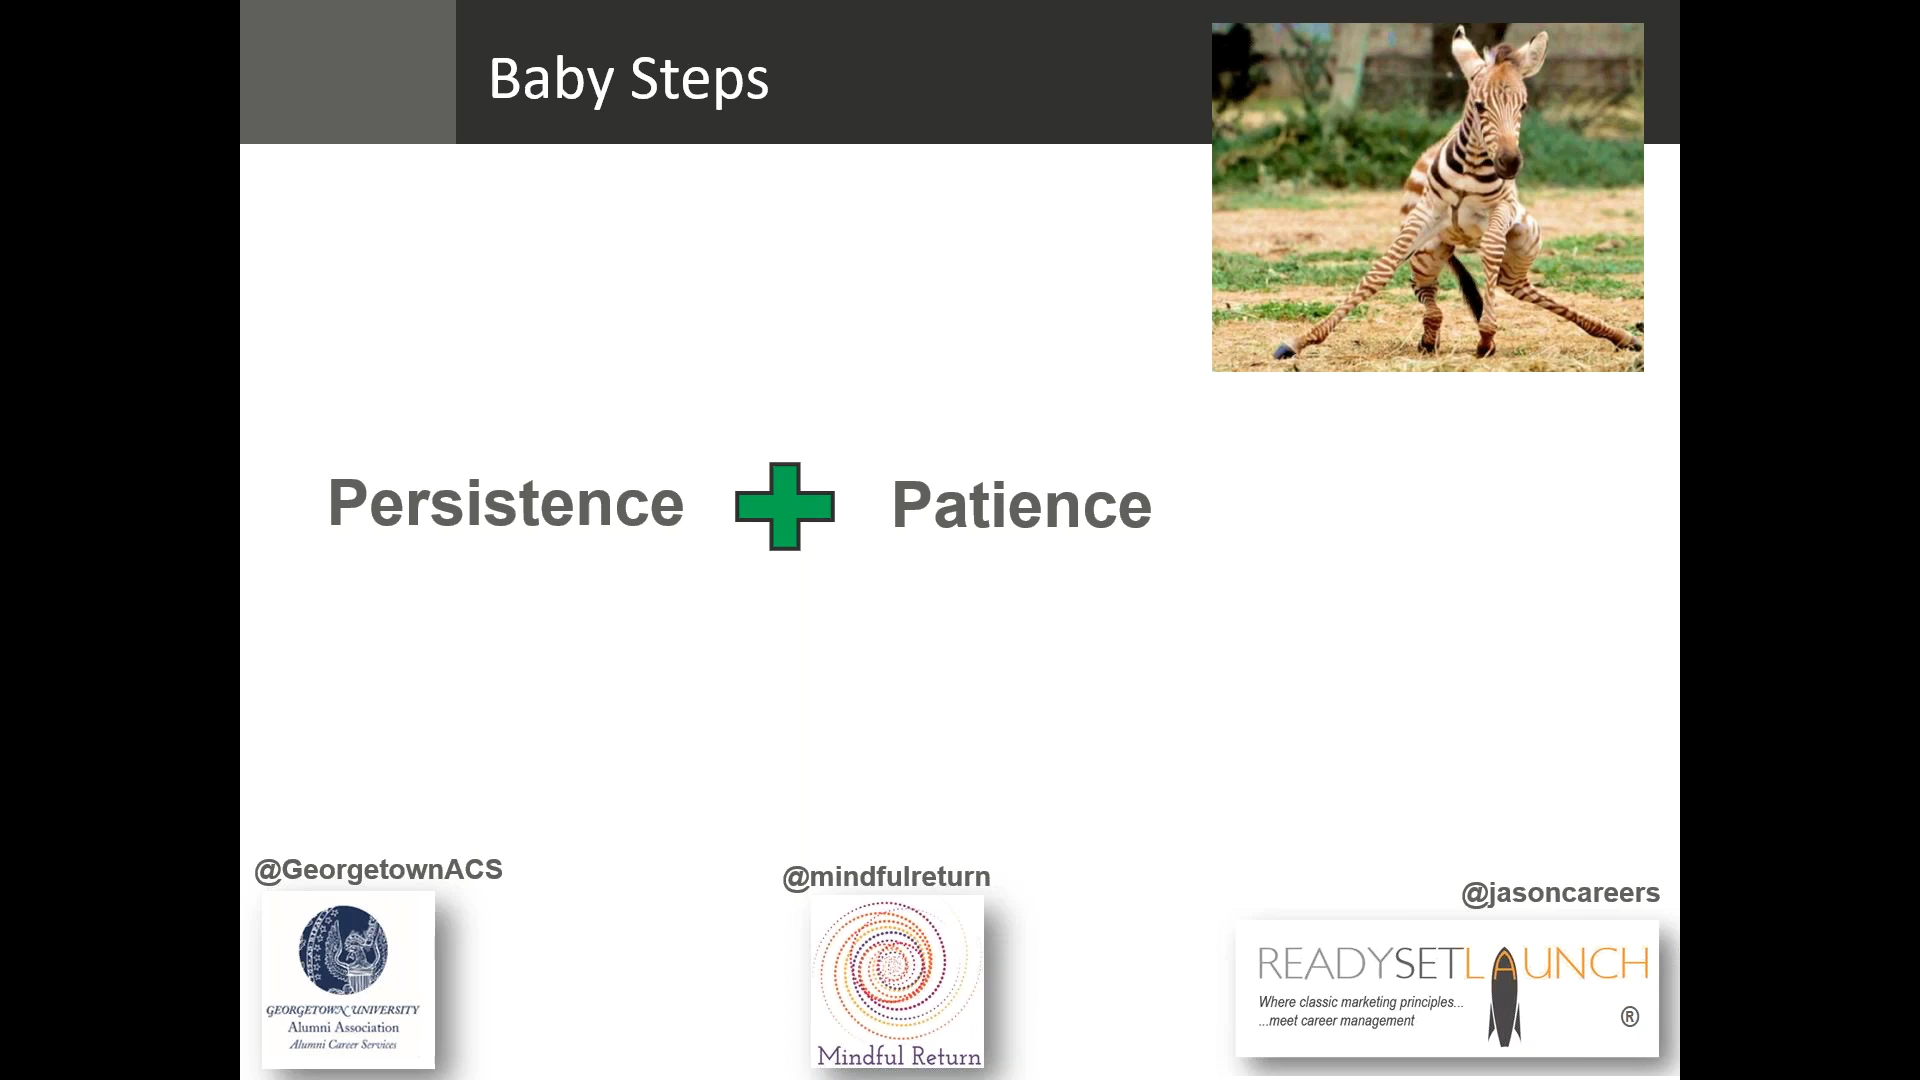 Baby Steps
Persistence
Patience
@GeorgetownACS
@mindfulreturn
@jasoncareers
GEORGETOWN UNIVERSITY
Alumni Association
Alumni Career Services
Mindful Return
READYSETLAUNCH
Where classic marketing principles...
...meet career management
®